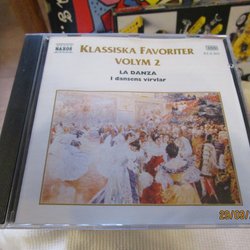 NAXOS
KLASSISKA FAVORITER
VOLYM 2
LA DANZA
I dansens virvlar